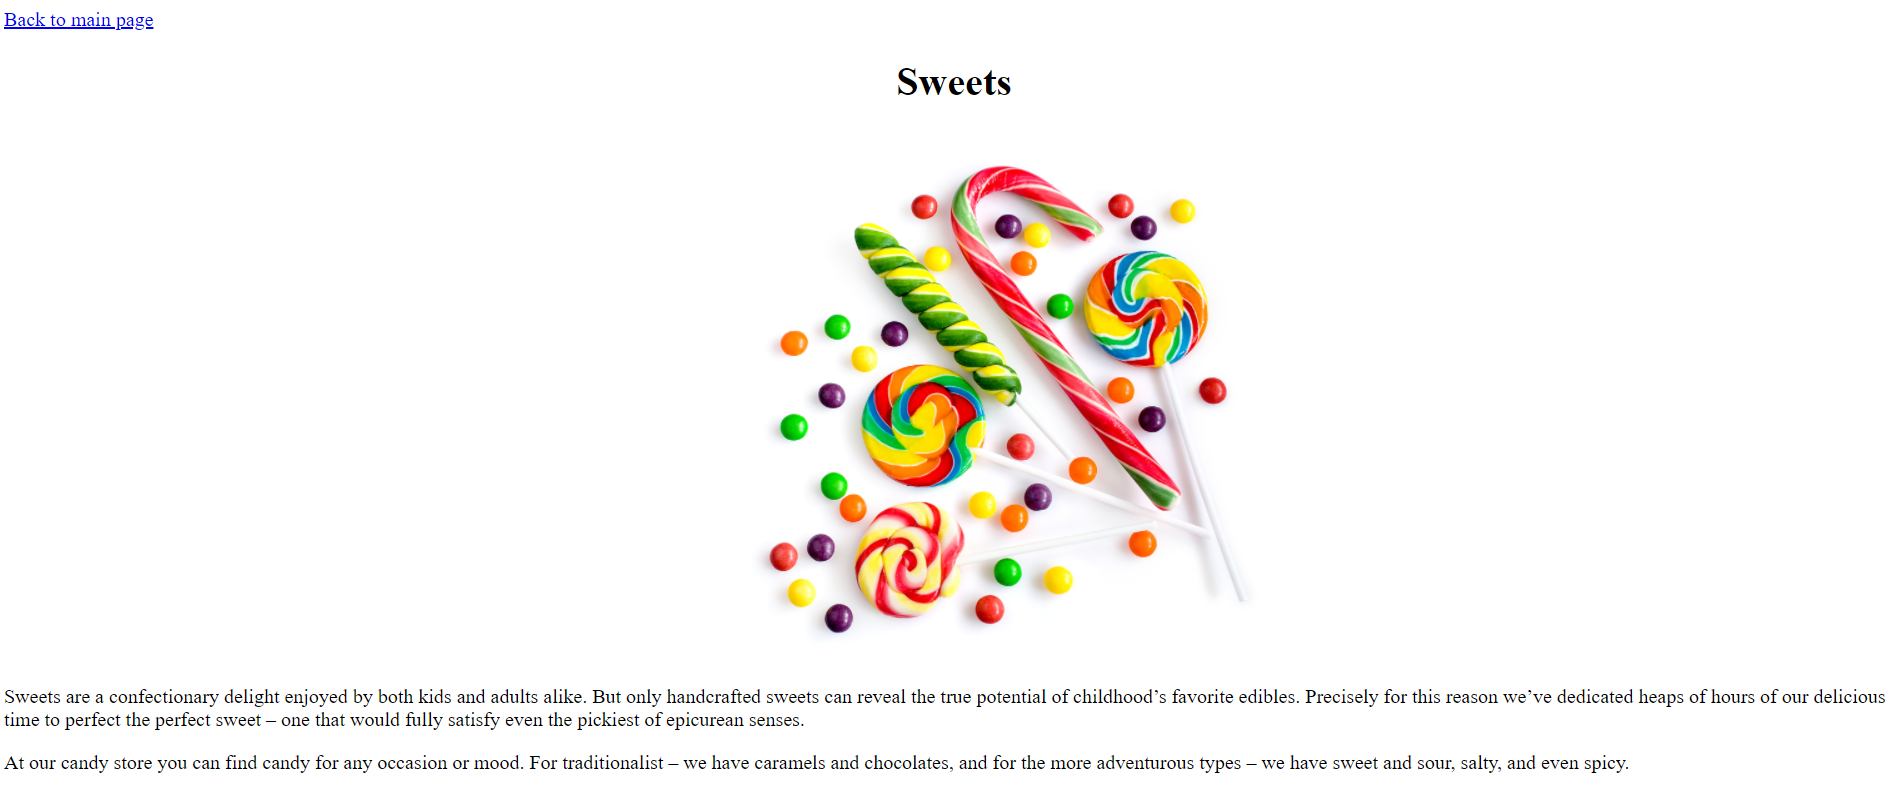 Back to main page
Sweets
Sweets are a confectionary delight enjoyed by both kids and adults alike. But only handcrafted sweets can reveal the true potential of childhood’s favorite edibles. Precisely for this reason we’ve dedicated heaps of hours of our delicious
time to perfect the perfect sweet – one that would fully satisfy even the pickiest of epicurean senses.
At our candy store you can find candy for any occasion or mood. For traditionalist – we have caramels and chocolates, and for the more adventurous types – we have sweet and sour, salty, and even spicy.